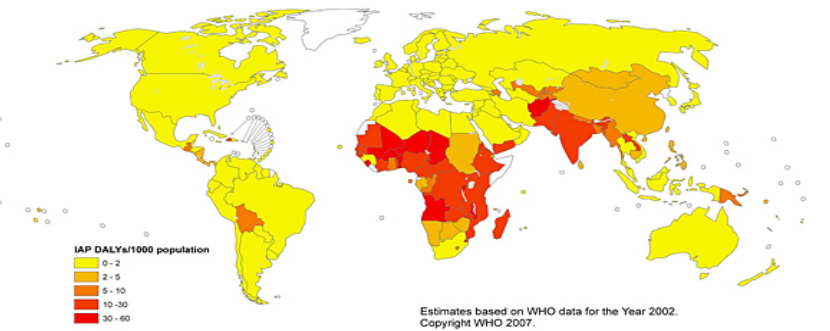 IAP DALYs/1000 population
0 - 2
2 - 5
5 - 10
10 -30
30 - 60
Estimates based on WHO data for the Year 2002.
Copyright WHO 2007.